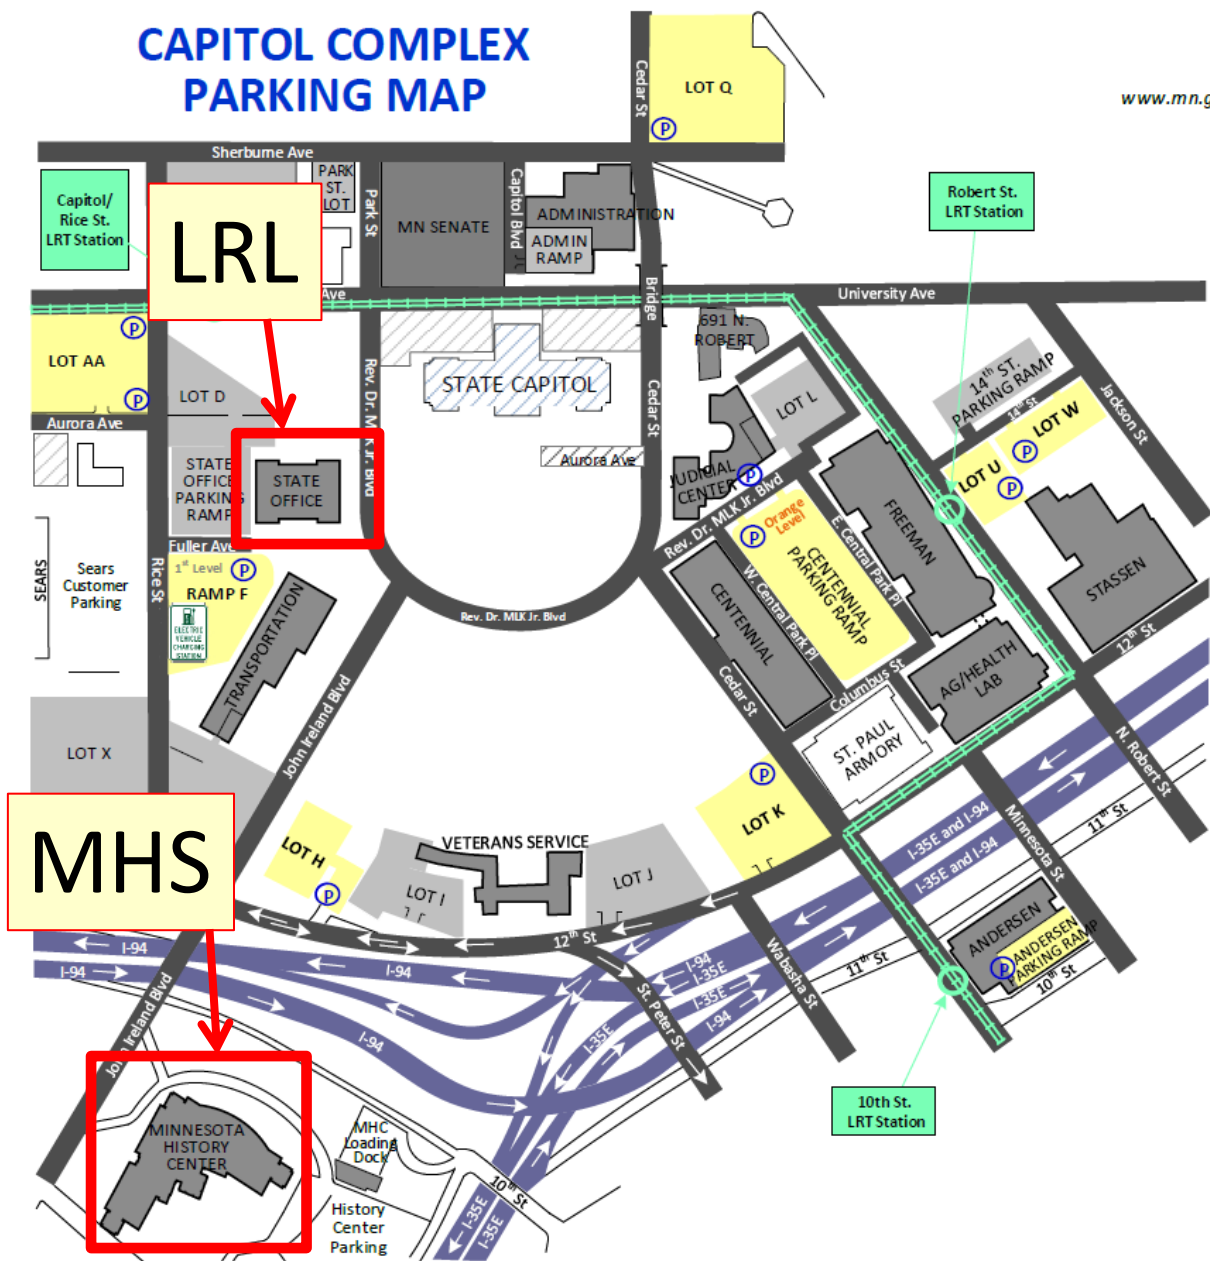 CAPITOL COMPLEX
PARKING MAP
www.mn.g
Cedar St
LOT Q
P
Sherburne Ave
Capitol/
Rice St.
LRT Station
PARK
ST.
LOT
Park St
MN SENATE
Capitol Blvd
ADMINISTRATION
ADMIN
RAMP
Robert St.
LRT Station
LRL
Ave
Bridge
University Ave
P
LOT AA
P
691 N.
ROBERT
STATE CAPITOL
LOT D
Rev. Dr. MLK Jr. Blvd
Cedar St
LOT L
14th ST.
PARKING RAMP
14th St
Jackson St
LOT W
P
Aurora Ave
Aurora Ave
STATE
OFFICE
PARKING
RAMP
STATE
OFFICE
JUDICIAL
CENTER
P
Rev. Dr. MLK Jr. Blvd
LOT U
P
Orange
Level
P
CENTENNIAL
PARKING RAMP
E. Central Park Pl
FREEMAN
Fuller Ave
1st Level
P
RAMP F
ELECTRIC
VEHICLE
CHARGING
STATION
SEARS
Sears
Customer
Parking
Rice St
TRANSPORTATION
Rev. Dr. MLK Jr. Blvd
CENTENNIAL
W. Central Park Pl
STASSEN
12th St
John Ireland Blvd
Cedar St
Columbus St
AG/HEALTH
LAB
LOT X
ST. PAUL
ARMORY
N. Robert St
MHS
LOT H
P
VETERANS SERVICE
LOT I
LOT J
P
LOT K
I-35E and I-94
I-35E and I-94
Minnesota St
11th St
12th St
ANDERSEN
ANDERSEN
PARKING RAMP
P
10th St
I-94
I-94
I-94
I-94
I-94
I-35E
I-35E
I-94
I-35E
11th St
Wabasha St
St. Peter St
John Ireland Blvd
10th St.
LRT Station
MINNESOTA
HISTORY
CENTER
MHC
Loading
Dock
10th St
History
Center
Parking
I-35E
I-35E